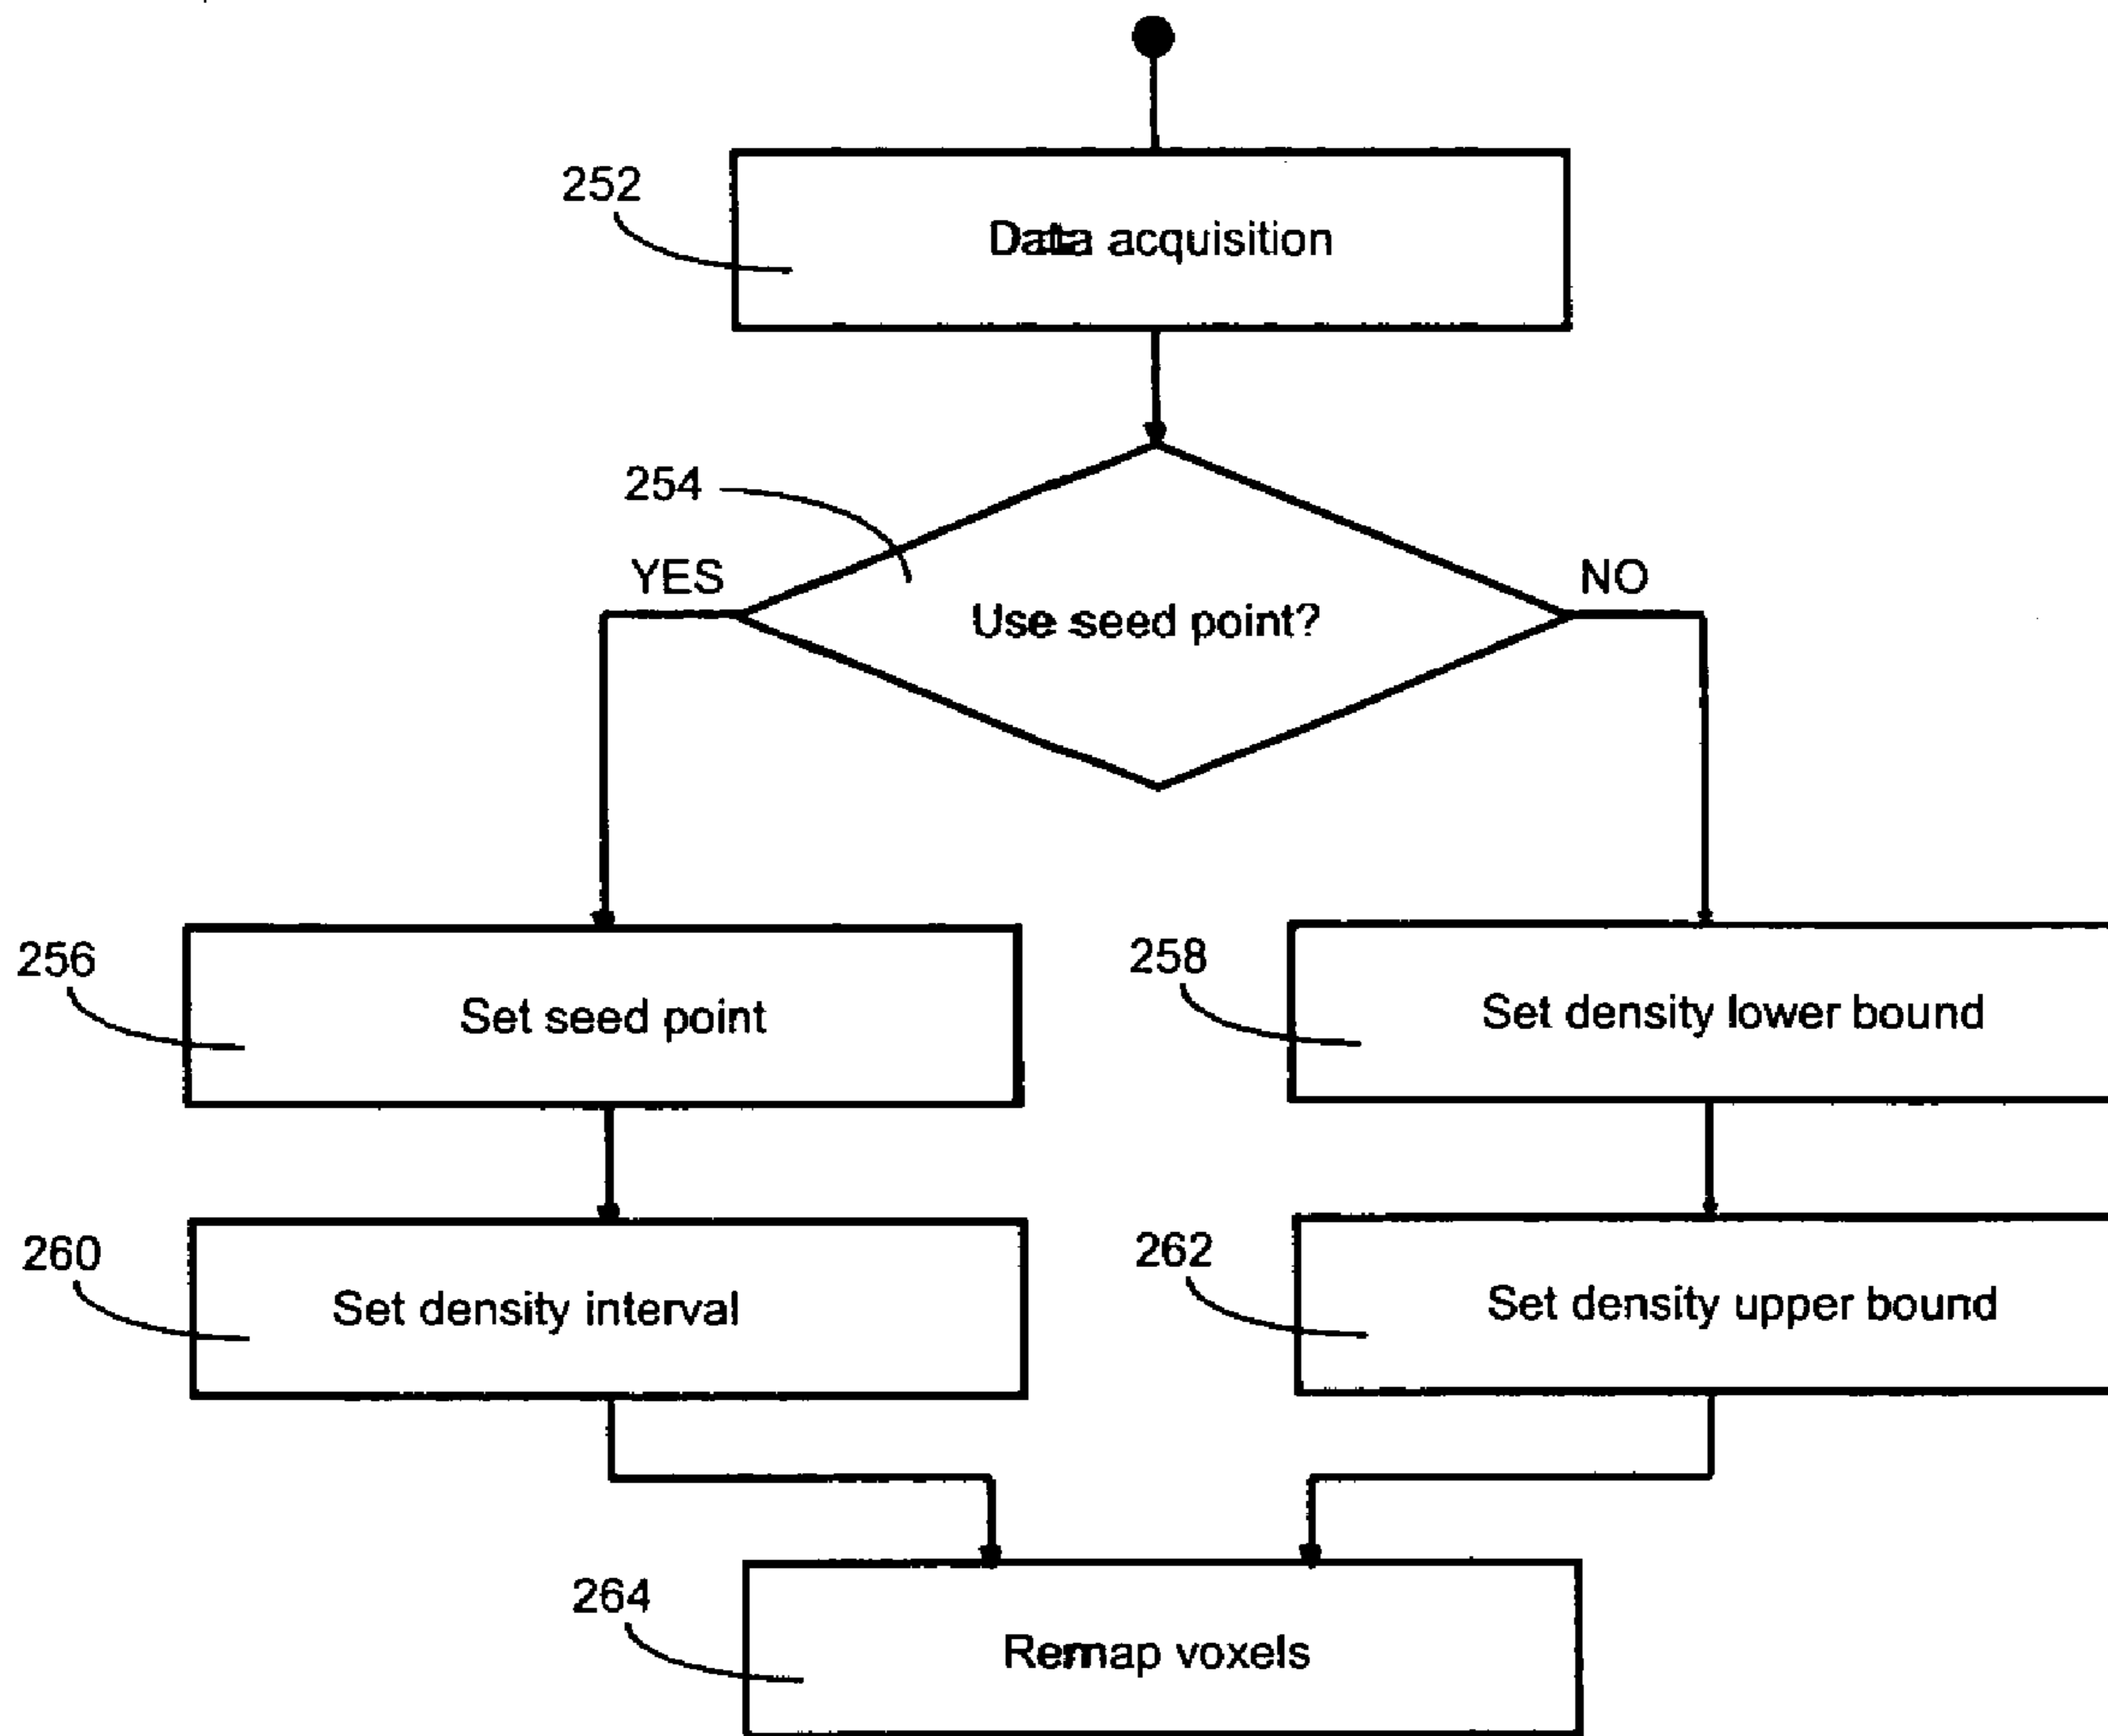 252
Data acquisition
254
YES
NO
Use seed point?
256
Set seed point
258
Set density lower bound
260
Set density interval
262
Set density upper bound
264
Remap voxels